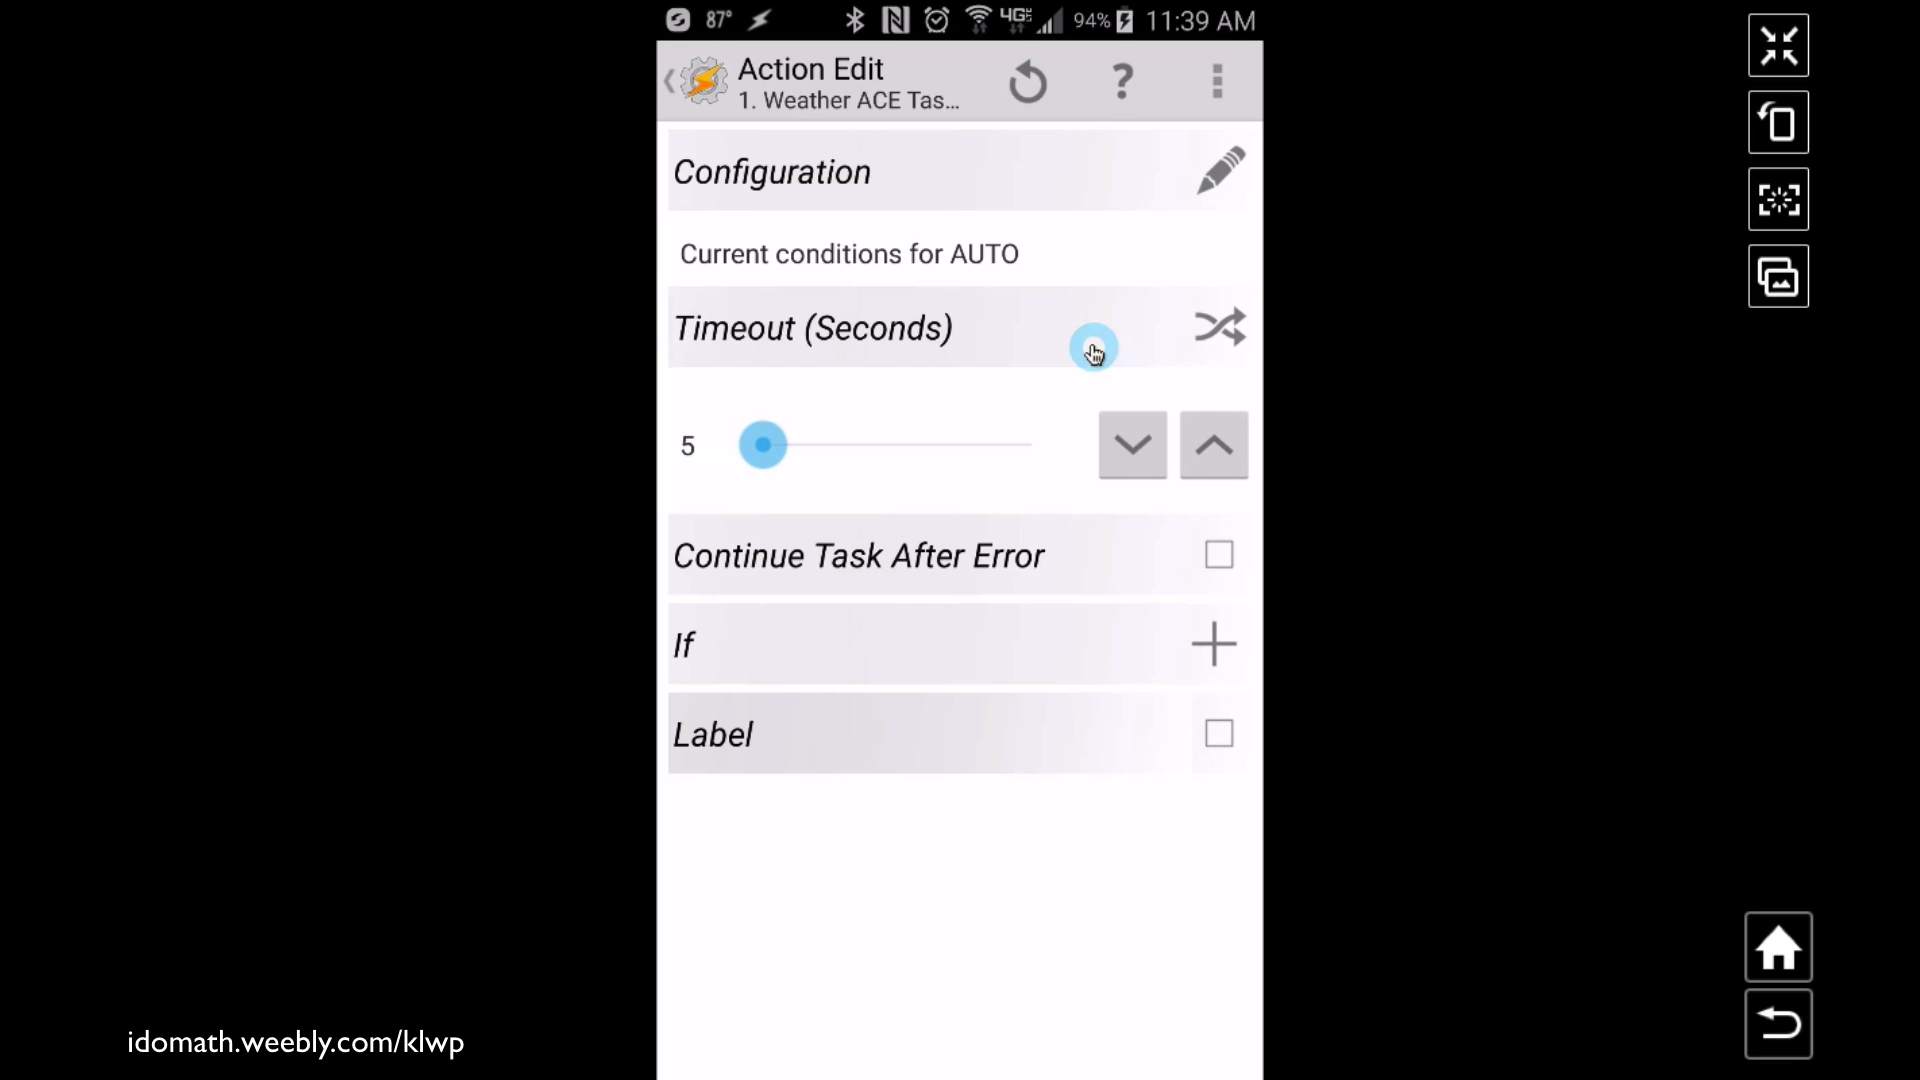 87° 4G 94% 11:39 AM
Action Edit
1. Weather ACE Tas...
Configuration
Current conditions for AUTO
Timeout (Seconds)
5
Continue Task After Error
If
Label
idomath.weebly.com/klwp